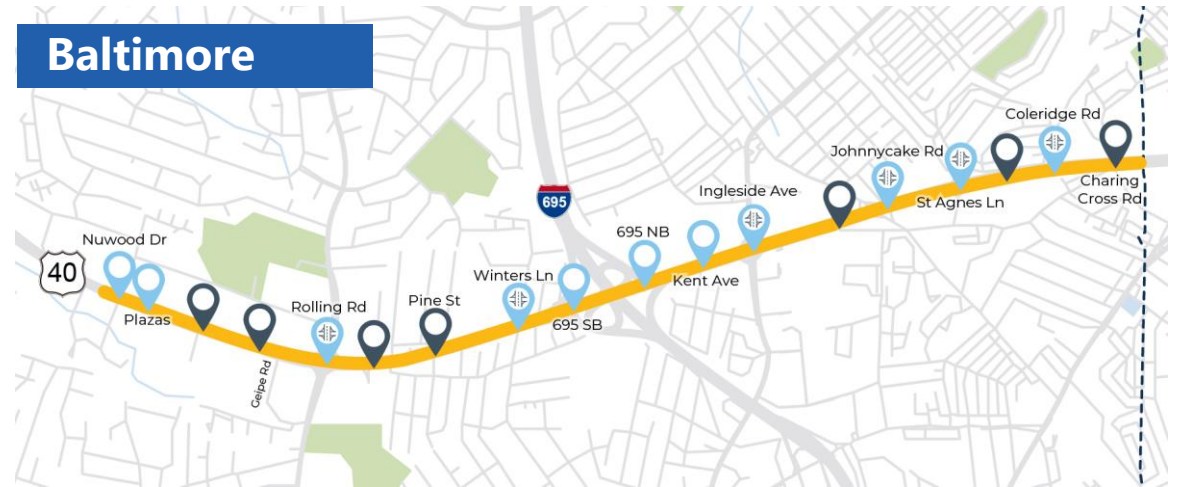 Baltimore
Coleridge Rd
Johnnycake Rd
Ingleside Ave
Charing
Cross Rd
St Agnes Ln
695
695 NB
Nuwood Dr
40
Kent Ave
Winters Ln
Pine St
Rolling Rd
Plazas
695 SB
Geipe Rd